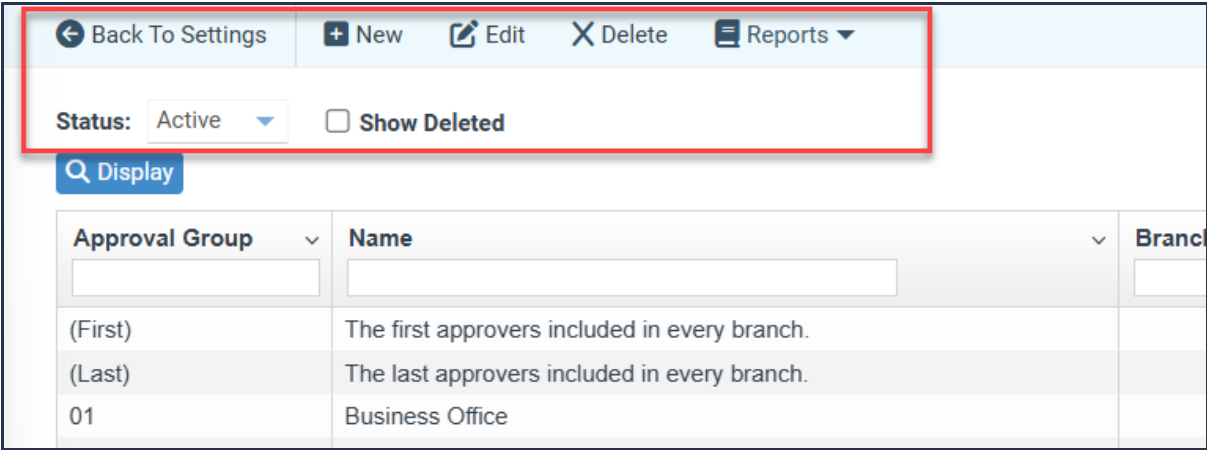 Back To Settings New Edit Delete Reports
Status: Active Show Deleted
Display
Approval Group Name
(First) The first approvers included in every branch.
(Last) The last approvers included in every branch.
01 Business Office